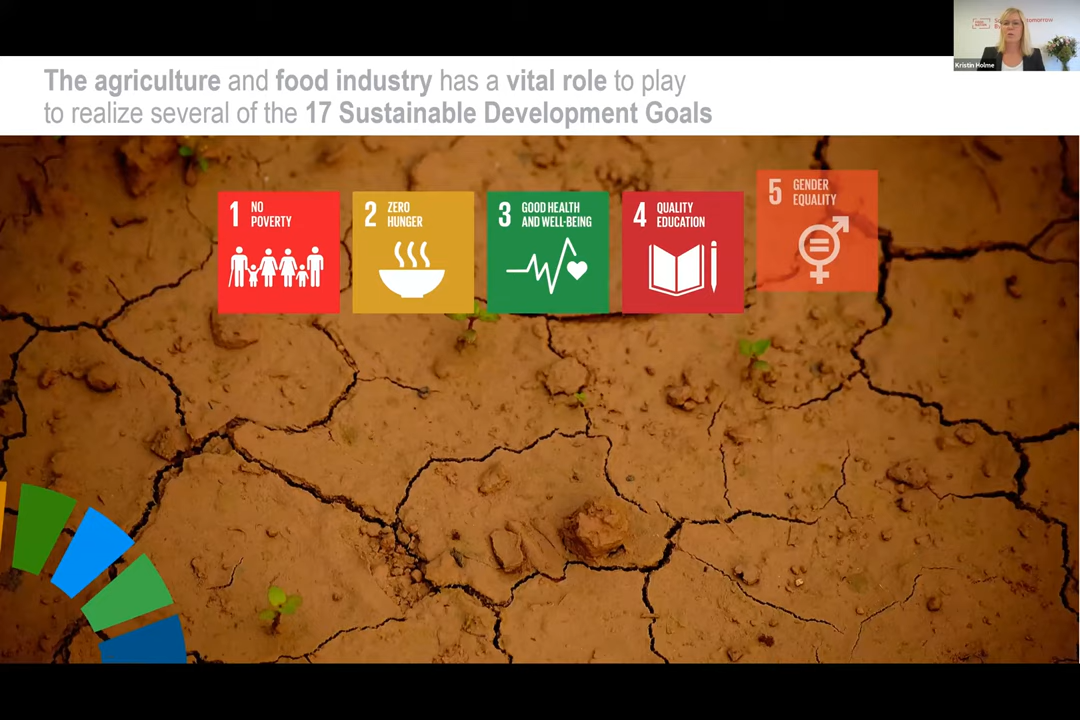 The agriculture and food industry has a vital role to play
to realize several of the 17 Sustainable Development Goals
1 NO
POVERTY
2 ZERO
HUNGER
3 GOOD HEALTH
AND WELL-BEING
4 QUALITY
EDUCATION
5 GENDER
EQUALITY
Kristin Holme